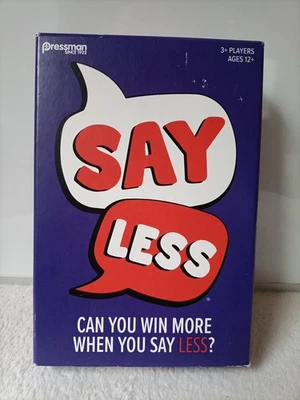 Pressman
SINCE 1922
3+ PLAYERS
AGES 12+
SAY
LESS
®
CAN YOU WIN MORE
WHEN YOU SAY LESS?